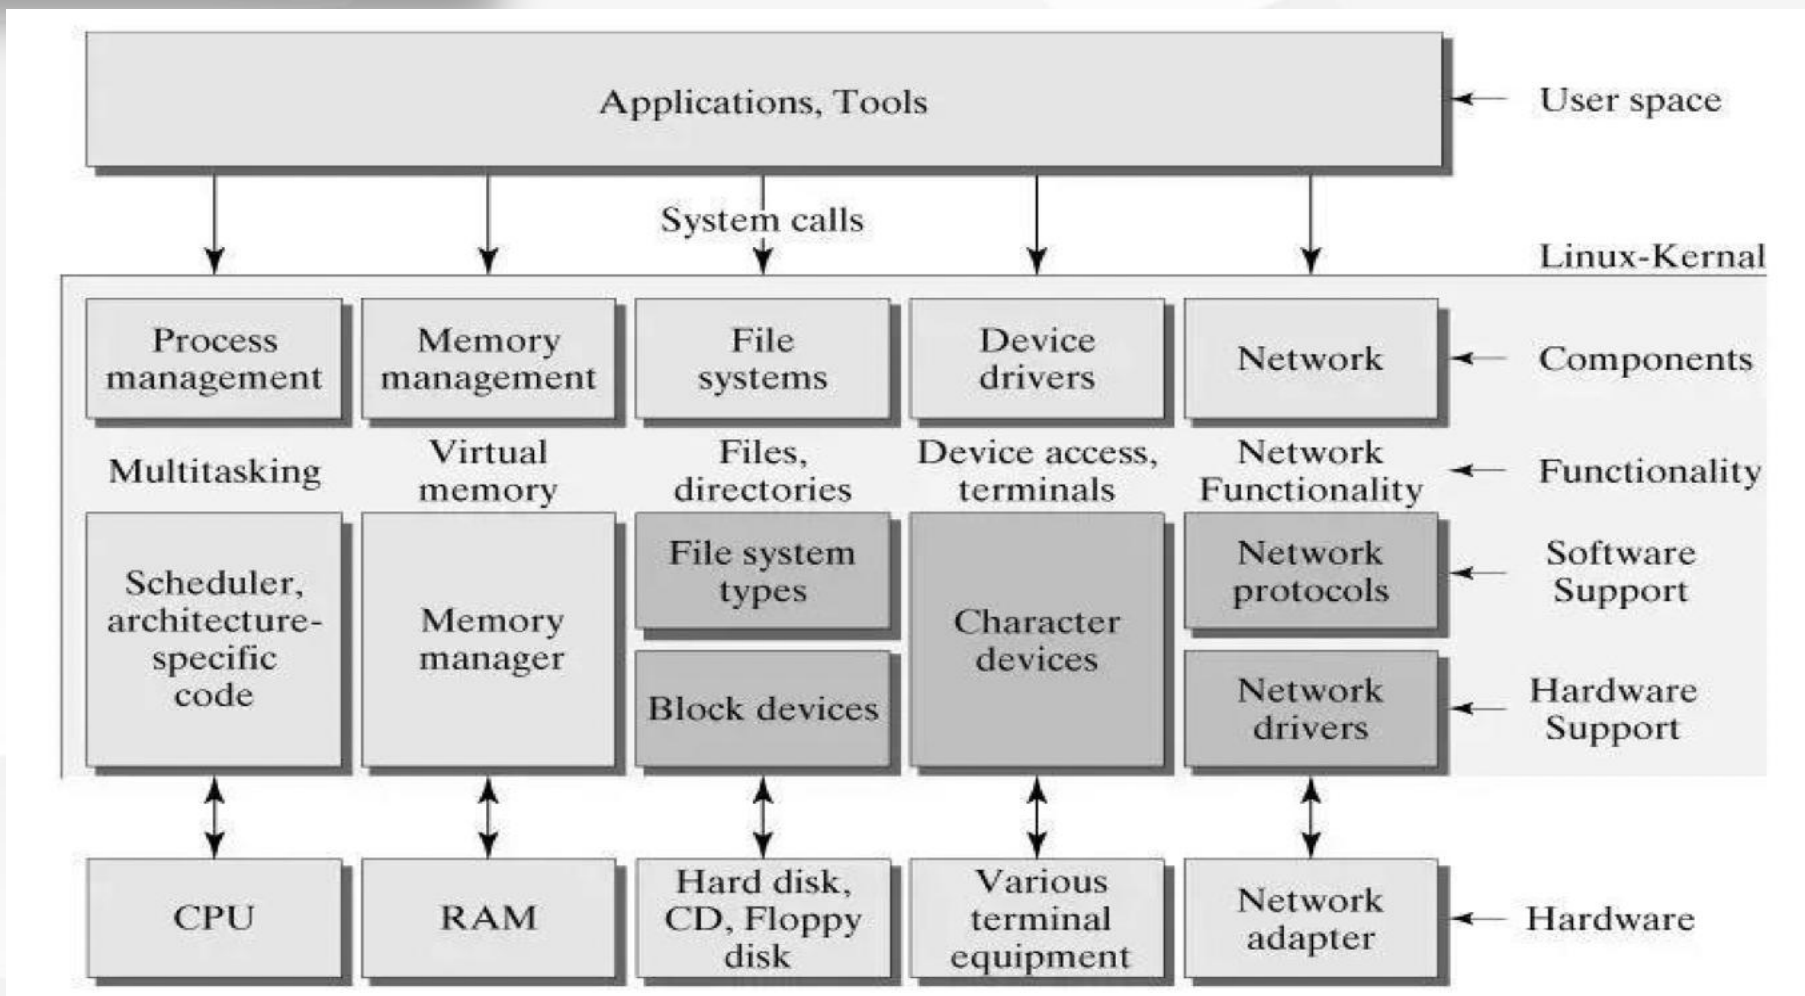 Applications, Tools
User space
System calls
Linux-Kernal
Process
management
Memory
management
File
systems
Device
drivers
Network
Components
Multitasking
Virtual
memory
Files,
directories
Device access,
terminals
Network
Functionality
Functionality
Scheduler,
architecture-
specific
code
Memory
manager
File system
types
Block devices
Character
devices
Network
protocols
Network
drivers
Software
Support
Hardware
Support
CPU
RAM
Hard disk,
CD, Floppy
disk
Various
terminal
equipment
Network
adapter
Hardware